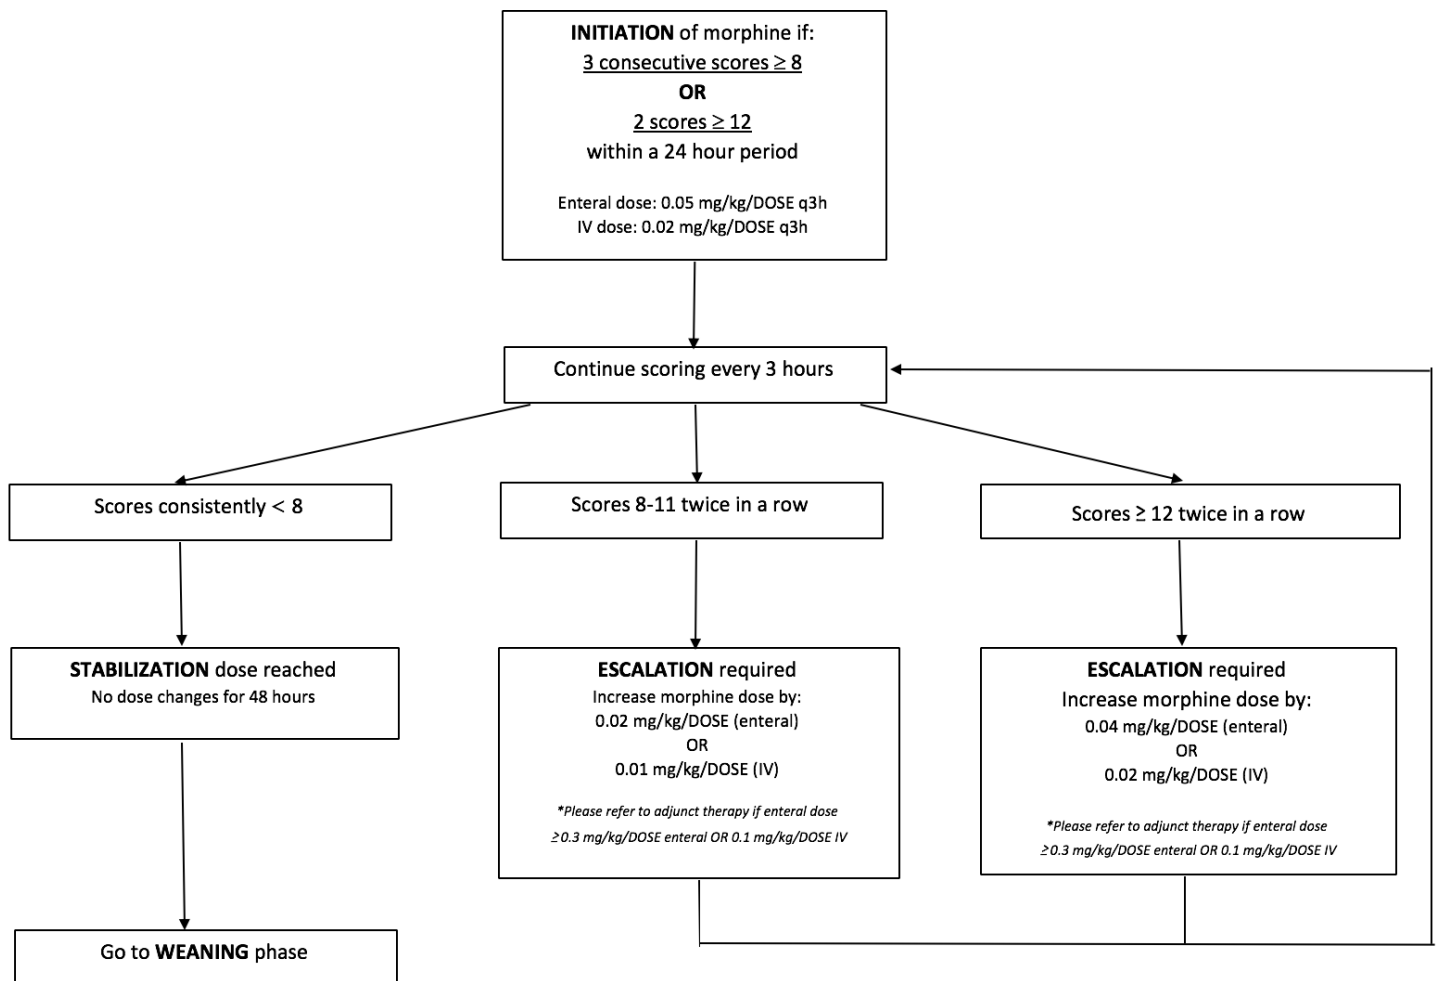 INITIATION of morphine if:
3 consecutive scores ≥ 8
OR
2 scores ≥ 12
within a 24 hour period
Enteral dose: 0.05 mg/kg/DOSE q3h
IV dose: 0.02 mg/kg/DOSE q3h
Continue scoring every 3 hours
Scores consistently < 8
Scores 8-11 twice in a row
Scores ≥ 12 twice in a row
STABILIZATION dose reached
No dose changes for 48 hours
ESCALATION required
Increase morphine dose by:
0.02 mg/kg/DOSE (enteral)
OR
0.01 mg/kg/DOSE (IV)
*Please refer to adjunct therapy if enteral dose
≥0.3 mg/kg/DOSE enteral OR 0.1 mg/kg/DOSE IV
ESCALATION required
Increase morphine dose by:
0.04 mg/kg/DOSE (enteral)
OR
0.02 mg/kg/DOSE (IV)
*Please refer to adjunct therapy if enteral dose
≥0.3 mg/kg/DOSE enteral OR 0.1 mg/kg/DOSE IV
Go to WEANING phase